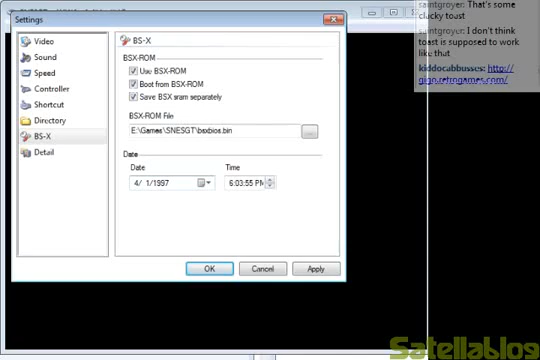 Settings
Video
Sound
Speed
Controller
Shortcut
Directory
BS-X
Detail
BS-X
BSX-ROM
Use BSX-ROM
Boot from BSX-ROM
Save BSX sram separately
BSX-ROM File
E:\Games\SNESGT\bsxbios.bin
...
Date
Date
Time
4/ 1/1997
6:03:55 PM
OK
Cancel
Apply
saintgroyer: That's some
clacky toast
saintgroyer: I don't think
toast is supposed to work
like that
kiddocabbusses: http://
gigo.retrogames.com/
Satellablog